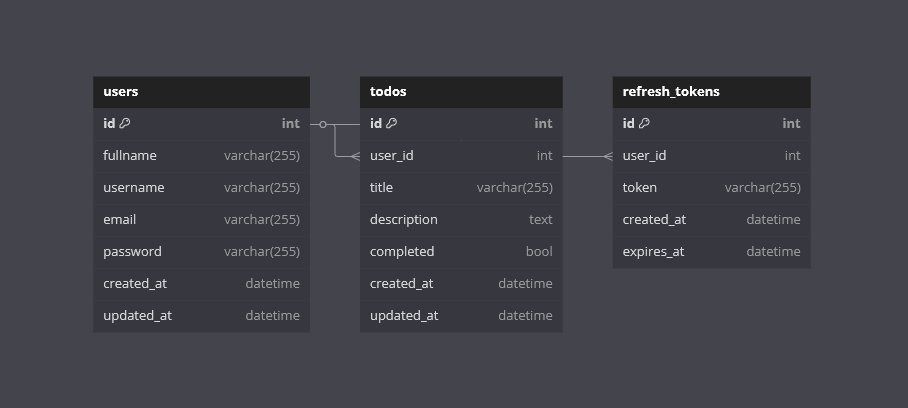 users
id int
fullname varchar(255)
username varchar(255)
email varchar(255)
password varchar(255)
created_at datetime
updated_at datetime
todos
id int
user_id int
title varchar(255)
description text
completed bool
created_at datetime
updated_at datetime
refresh_tokens
id int
user_id int
token varchar(255)
created_at datetime
expires_at datetime